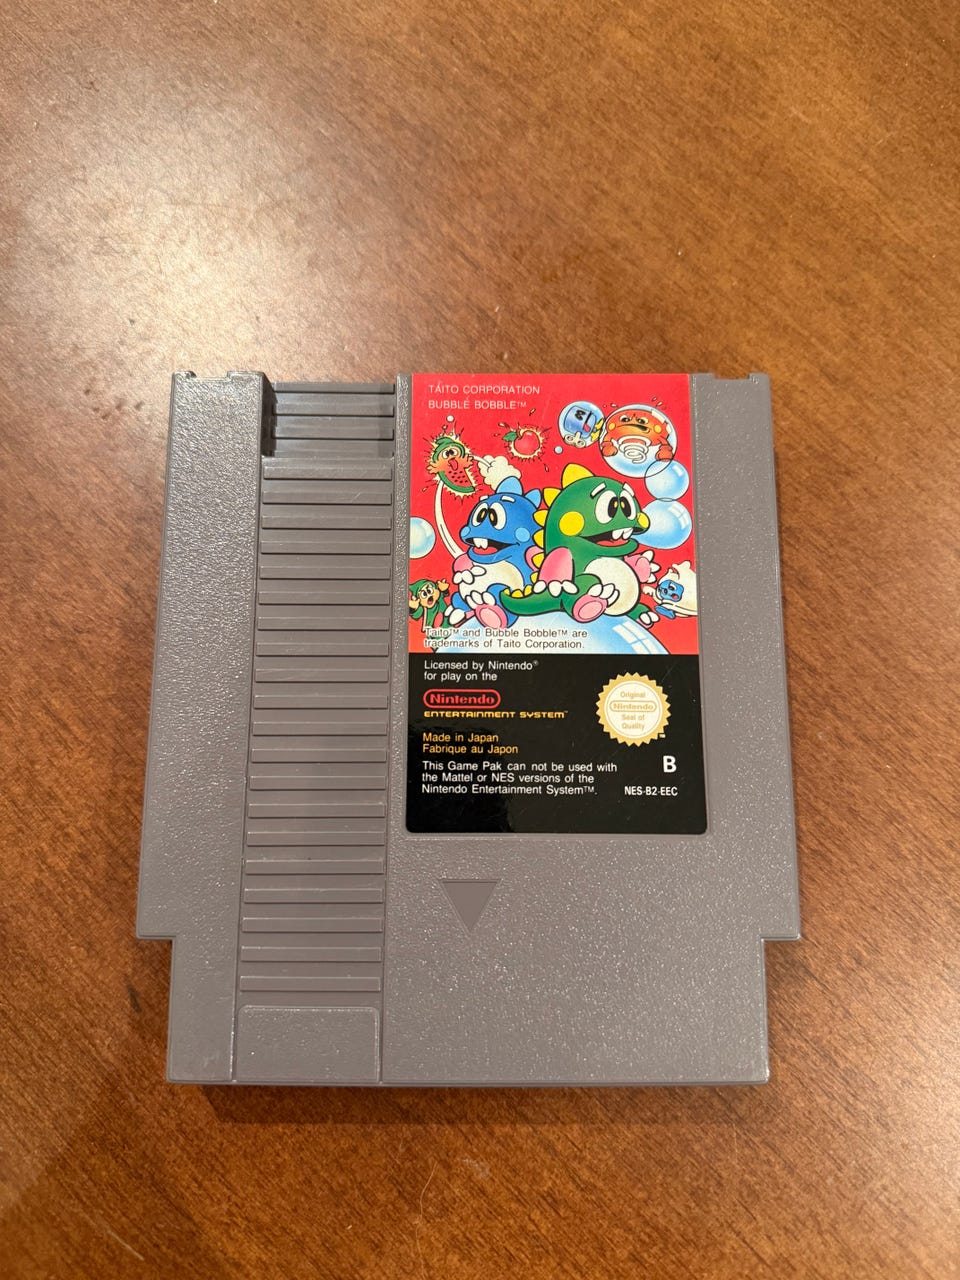 TAITO CORPORATION
BUBBLE BOBBLE™
Taito™ and Bubble Bobble™ are
trademarks of Taito Corporation.
Licensed by Nintendo®
for play on the
Nintendo
ENTERTAINMENT SYSTEM™
Original
Nintendo
Seal of
Quality
Made in Japan
Fabrique au Japon
This Game Pak can not be used with
the Mattel or NES versions of the
Nintendo Entertainment System™.
B
NES-B2-EEC